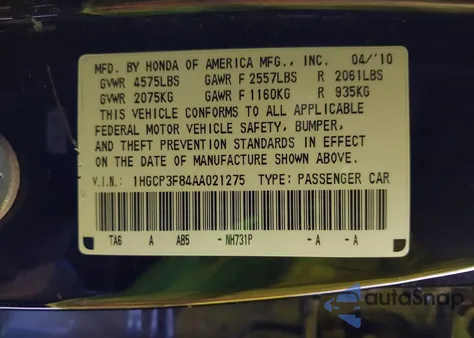 MFD. BY HONDA OF AMERICA MFG., INC. 04/'10
GVWR 4575LBS GAWR F 2557LBS R 2061LBS
GVWR 2075KG GAWR F 1160KG R 935KG
THIS VEHICLE CONFORMS TO ALL APPLICABLE
FEDERAL MOTOR VEHICLE SAFETY, BUMPER,
AND THEFT PREVENTION STANDARDS IN EFFECT
ON THE DATE OF MANUFACTURE SHOWN ABOVE.
V.I.N.: 1HGCP3F84AA021275 TYPE: PASSENGER CAR
TA6 A AB5 - NH731P - A - A
autoSnap